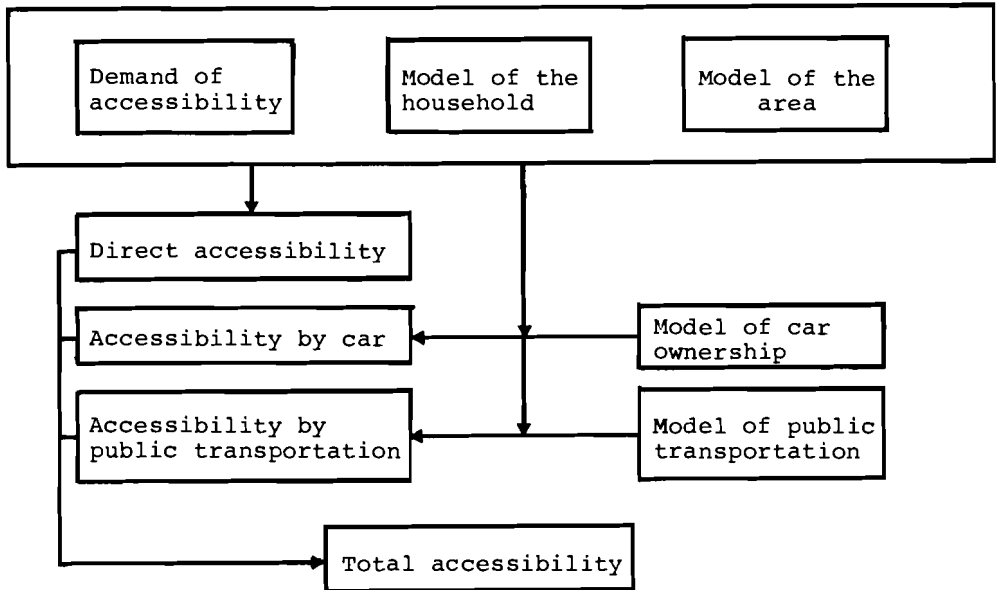 Demand of
accessibility
Model of the
household
Model of the
area
Direct accessibility
Accessibility by car
Model of car
ownership
Accessibility by
public transportation
Model of public
transportation
Total accessibility